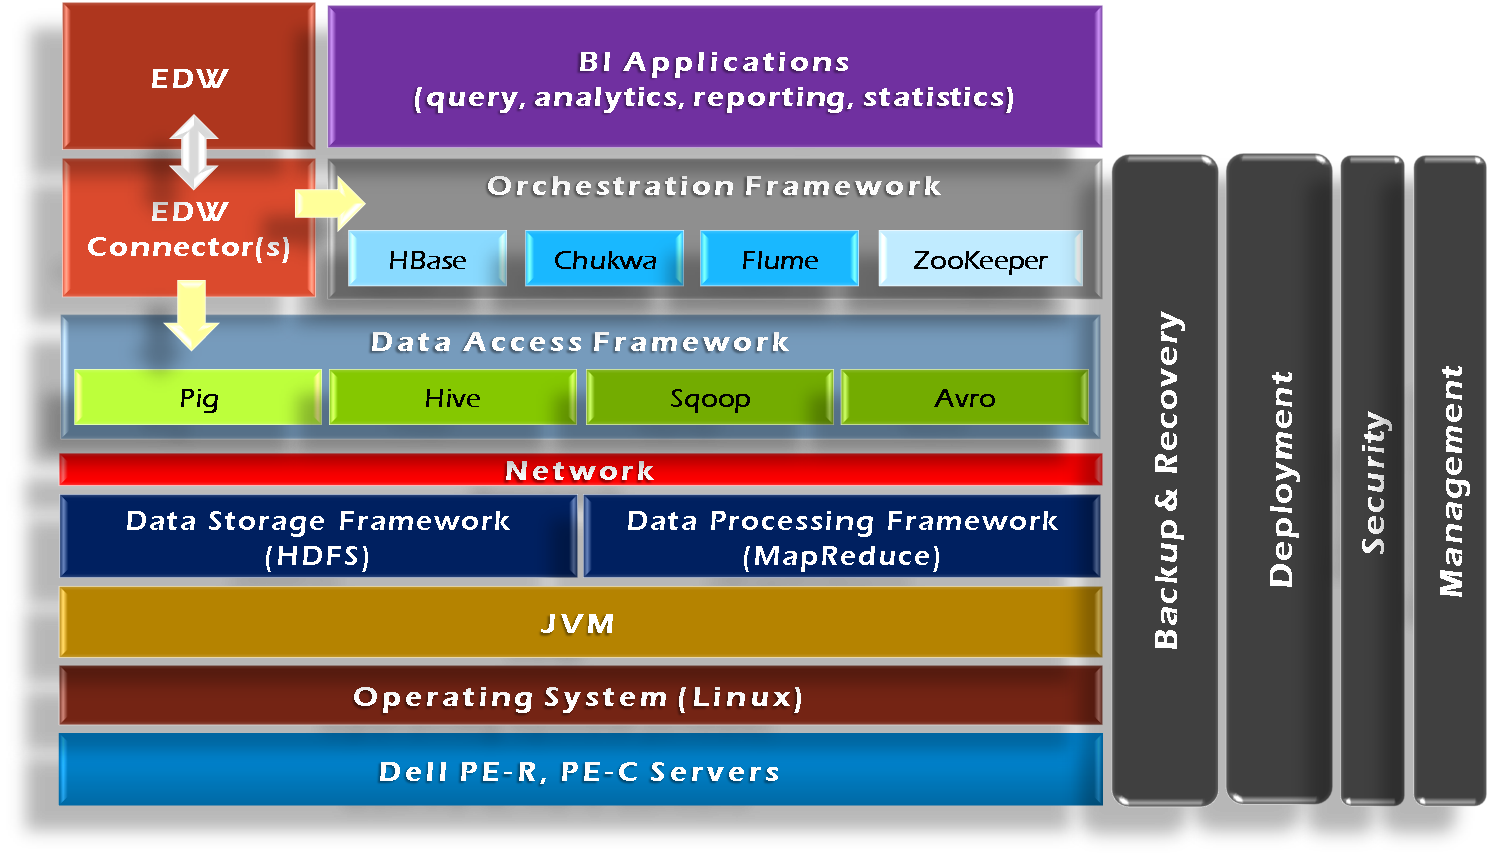 EDW
BI Applications
(query, analytics, reporting, statistics)
EDW
Connector(s)
Orchestration Framework
HBase
Chukwa
Flume
ZooKeeper
Data Access Framework
Pig
Hive
Sqoop
Avro
Network
Data Storage Framework
(HDFS)
Data Processing Framework
(MapReduce)
JVM
Operating System (Linux)
Dell PE-R, PE-C Servers
Backup & Recovery
Deployment
Security
Management